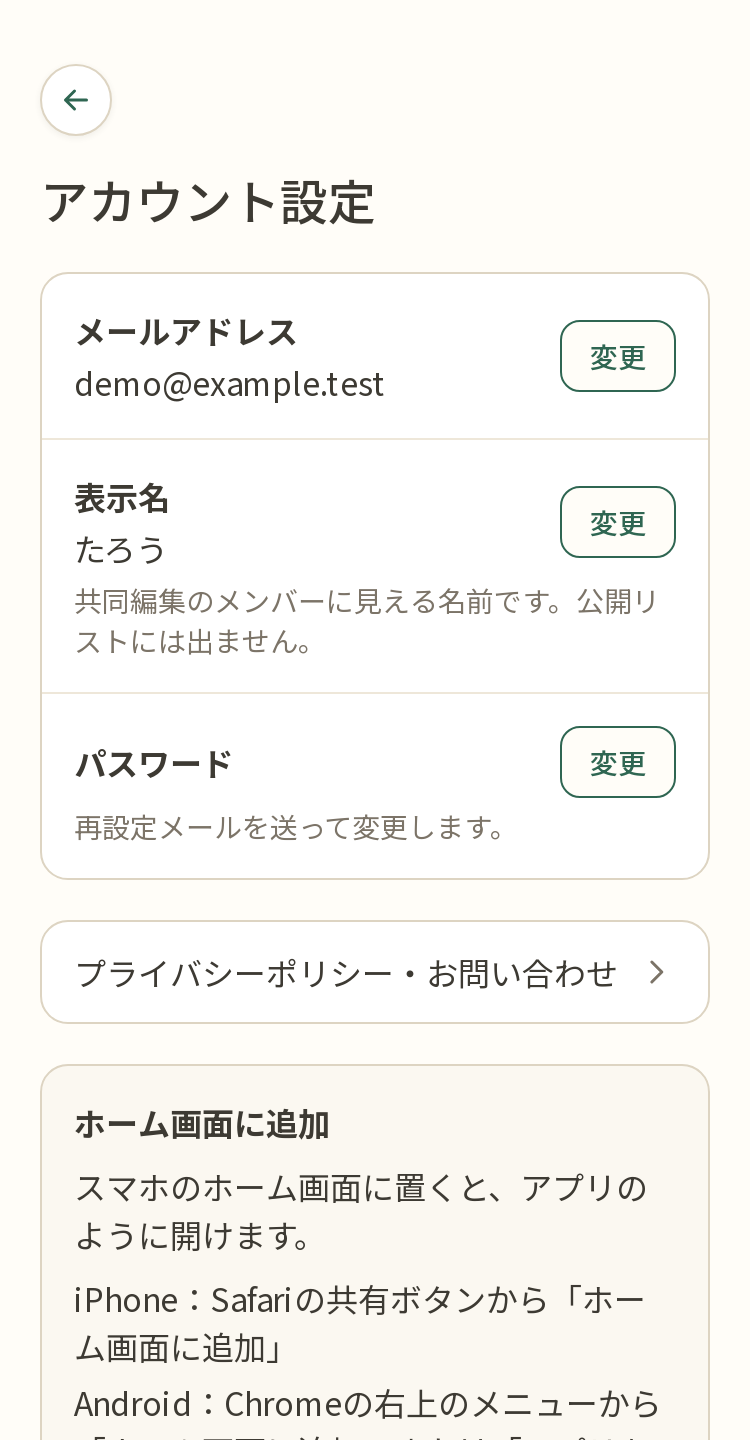 アカウント設定
メールアドレス
demo@example.test
変更
表示名
たろう
変更
共同編集のメンバーに見える名前です。公開リ
ストには出ません。
パスワード
変更
再設定メールを送って変更します。
プライバシーポリシー・お問い合わせ
ホーム画面に追加
スマホのホーム画面に置くと、アプリの
ように開けます。
iPhone：Safariの共有ボタンから「ホー
ム画面に追加」
Android：Chromeの右上のメニューから